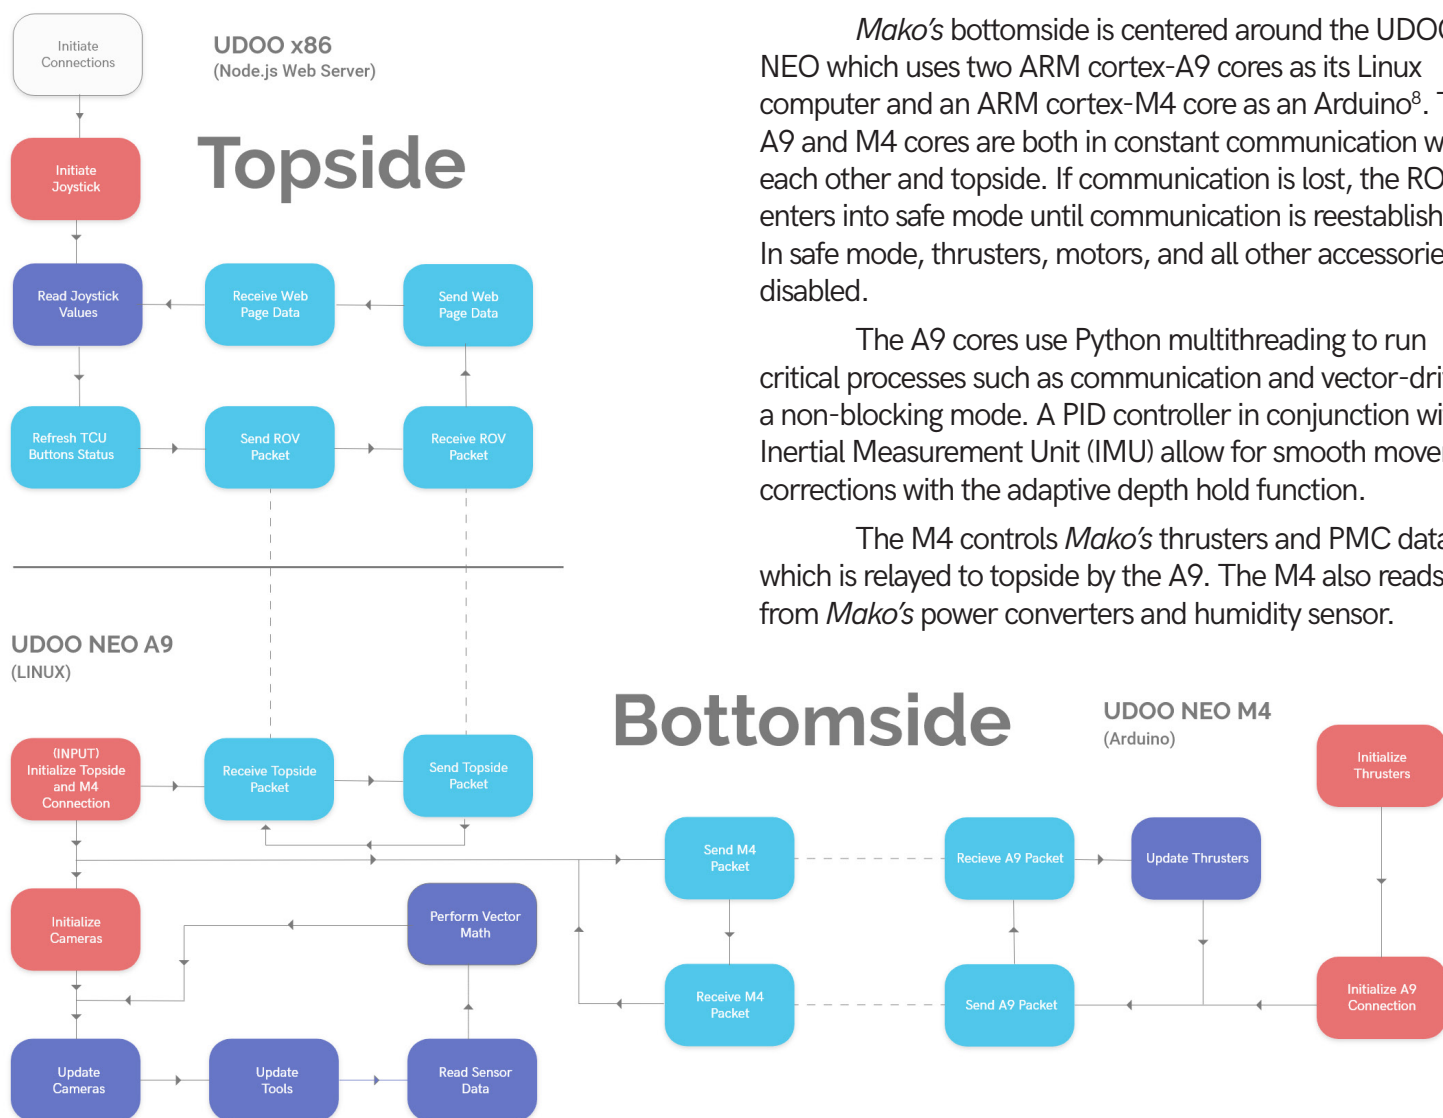 Initiate
Connections
UDOO x86
(Node.js Web Server)
Topside
Initiate
Joystick
Read Joystick
Values
Receive Web
Page Data
Send Web
Page Data
Refresh TCU
Buttons Status
Send ROV
Packet
Receive ROV
Packet
Mako's bottomside is centered around the UDOO
NEO which uses two ARM cortex-A9 cores as its Linux
computer and an ARM cortex-M4 core as an Arduino⁸. T
A9 and M4 cores are both in constant communication w
each other and topside. If communication is lost, the RO
enters into safe mode until communication is reestablish
In safe mode, thrusters, motors, and all other accessorie
disabled.
The A9 cores use Python multithreading to run
critical processes such as communication and vector-dri
a non-blocking mode. A PID controller in conjunction wi
Inertial Measurement Unit (IMU) allow for smooth mover
corrections with the adaptive depth hold function.
The M4 controls Mako's thrusters and PMC data
which is relayed to topside by the A9. The M4 also reads
from Mako's power converters and humidity sensor.
UDOO NEO A9
(LINUX)
Bottomside
UDOO NEO M4
(Arduino)
(INPUT)
Initialize Topside
and M4
Connection
Receive Topside
Packet
Send Topside
Packet
Initialize
Thrusters
Send M4
Packet
Recieve A9 Packet
Update Thrusters
Initialize
Cameras
Perform Vector
Math
Receive M4
Packet
Send A9 Packet
Initialize A9
Connection
Update
Cameras
Update
Tools
Read Sensor
Data